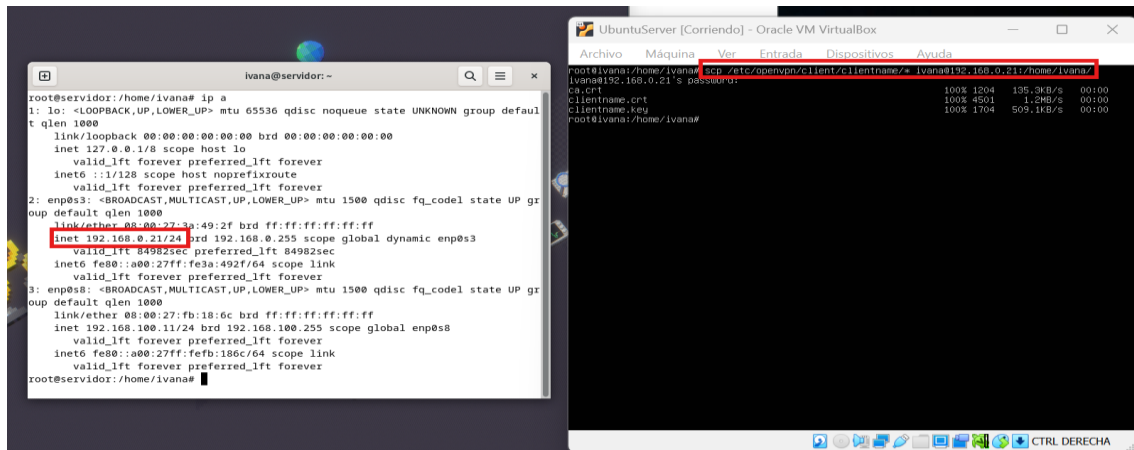 ivana@servidor: ~
root@servidor:/home/ivana# ip a
1: lo: <LOOPBACK,UP,LOWER_UP> mtu 65536 qdisc noqueue state UNKNOWN group defaul
t qlen 1000
link/loopback 00:00:00:00:00:00 brd 00:00:00:00:00:00
inet 127.0.0.1/8 scope host lo
valid_lft forever preferred_lft forever
inet6 ::1/128 scope host noprefixroute
valid_lft forever preferred_lft forever
2: enp0s3: <BROADCAST,MULTICAST,UP,LOWER_UP> mtu 1500 qdisc fq_codel state UP gr
oup default qlen 1000
link/ether 08:00:27:3a:49:2f brd ff:ff:ff:ff:ff:ff
inet 192.168.0.21/24 brd 192.168.0.255 scope global dynamic enp0s3
valid_lft 84982sec preferred_lft 84982sec
inet6 fe80::a00:27ff:fe3a:492f/64 scope link
valid_lft forever preferred_lft forever
3: enp0s8: <BROADCAST,MULTICAST,UP,LOWER_UP> mtu 1500 qdisc fq_codel state UP gr
oup default qlen 1000
link/ether 08:00:27:fb:18:6c brd ff:ff:ff:ff:ff:ff
inet 192.168.100.11/24 brd 192.168.100.255 scope global enp0s8
valid_lft forever preferred_lft forever
inet6 fe80::a00:27ff:fefb:186c/64 scope link
valid_lft forever preferred_lft forever
root@servidor:/home/ivana#
UbuntuServer [Corriendo] - Oracle VM VirtualBox
Archivo Máquina Ver Entrada Dispositivos Ayuda
root@ivana:/home/ivana# scp /etc/openvpn/client/clientname/* ivana@192.168.0.21:/home/ivana/
ivana@192.168.0.21's password:
ca.crt 100% 1204 135.3KB/s 00:00
clientname.crt 100% 4501 1.2MB/s 00:00
clientname.key 100% 1704 509.1KB/s 00:00
root@ivana:/home/ivana#
CTRL DERECHA